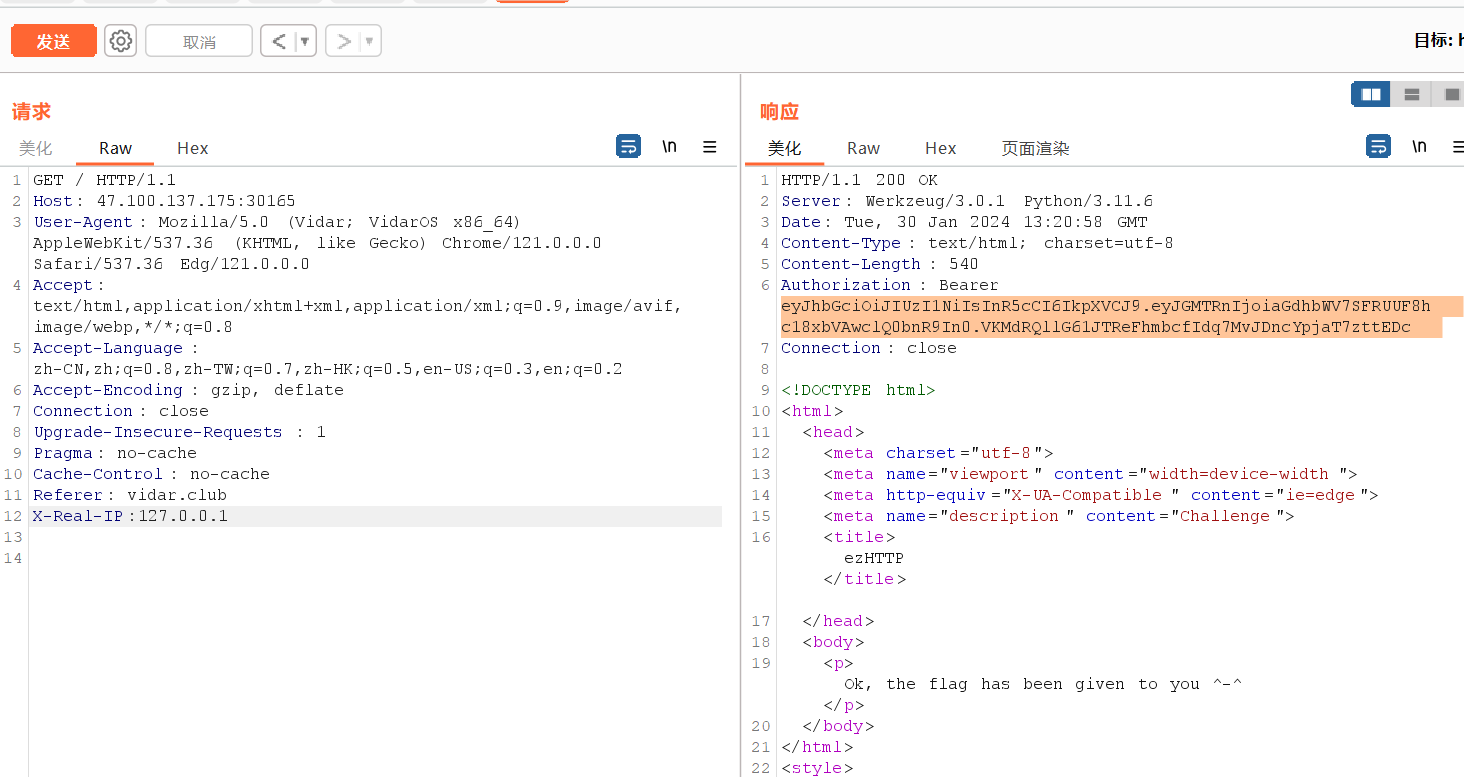 发送
取消
<
>
目标: h
请求
美化 Raw Hex
\n
1 GET / HTTP/1.1
2 Host: 47.100.137.175:30165
3 User-Agent: Mozilla/5.0 (Vidar; VidarOS x86_64)
AppleWebKit/537.36 (KHTML, like Gecko) Chrome/121.0.0.0
Safari/537.36 Edg/121.0.0.0
4 Accept:
text/html,application/xhtml+xml,application/xml;q=0.9,image/avif,
image/webp,*/*;q=0.8
5 Accept-Language:
zh-CN,zh;q=0.8,zh-TW;q=0.7,zh-HK;q=0.5,en-US;q=0.3,en;q=0.2
6 Accept-Encoding: gzip, deflate
7 Connection: close
8 Upgrade-Insecure-Requests : 1
9 Pragma: no-cache
10 Cache-Control: no-cache
11 Referer: vidar.club
12 X-Real-IP:127.0.0.1
13
14
响应
美化 Raw Hex 页面渲染
\n
1 HTTP/1.1 200 OK
2 Server: Werkzeug/3.0.1 Python/3.11.6
3 Date: Tue, 30 Jan 2024 13:20:58 GMT
4 Content-Type: text/html; charset=utf-8
5 Content-Length: 540
6 Authorization: Bearer
eyJhbGciOiJIUzI1NiIsInR5cCI6IkpXVCJ9.eyJGMTRnIjoiaGdhbWV7SFRUUF8h
c18xbVAwclQ0bnR9In0.VKMdRQllG61JTReFhmbcfIdq7MvJDncYpjaT7zttEDc
7 Connection: close
8
9 <!DOCTYPE html>
10 <html>
11 <head>
12 <meta charset="utf-8">
13 <meta name="viewport" content="width=device-width">
14 <meta http-equiv="X-UA-Compatible" content="ie=edge">
15 <meta name="description" content="Challenge">
16 <title>
ezHTTP
</title>
17 </head>
18 <body>
19 <p>
Ok, the flag has been given to you ^-^
</p>
20 </body>
21 </html>
22 <style>